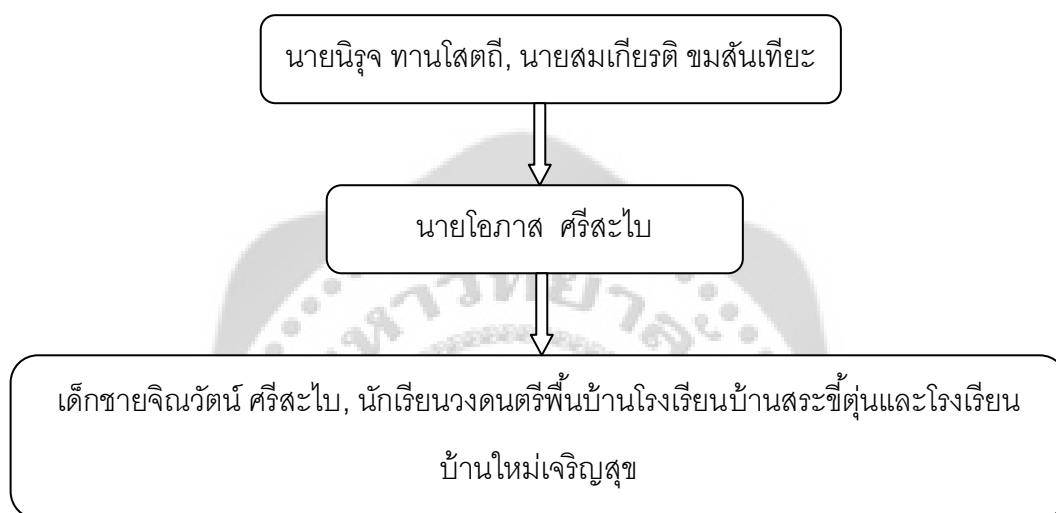 นายนิรุจ ทานโสตถี, นายสมเกียรติ ขมสันเทียะ
นายโอภาส ศรีสะไบ
เด็กชายจิณวัตน์ ศรีสะไบ, นักเรียนวงดนตรีพื้นบ้านโรงเรียนบ้านสระขี้ตุ่นและโรงเรียน
บ้านใหม่เจริญสุข